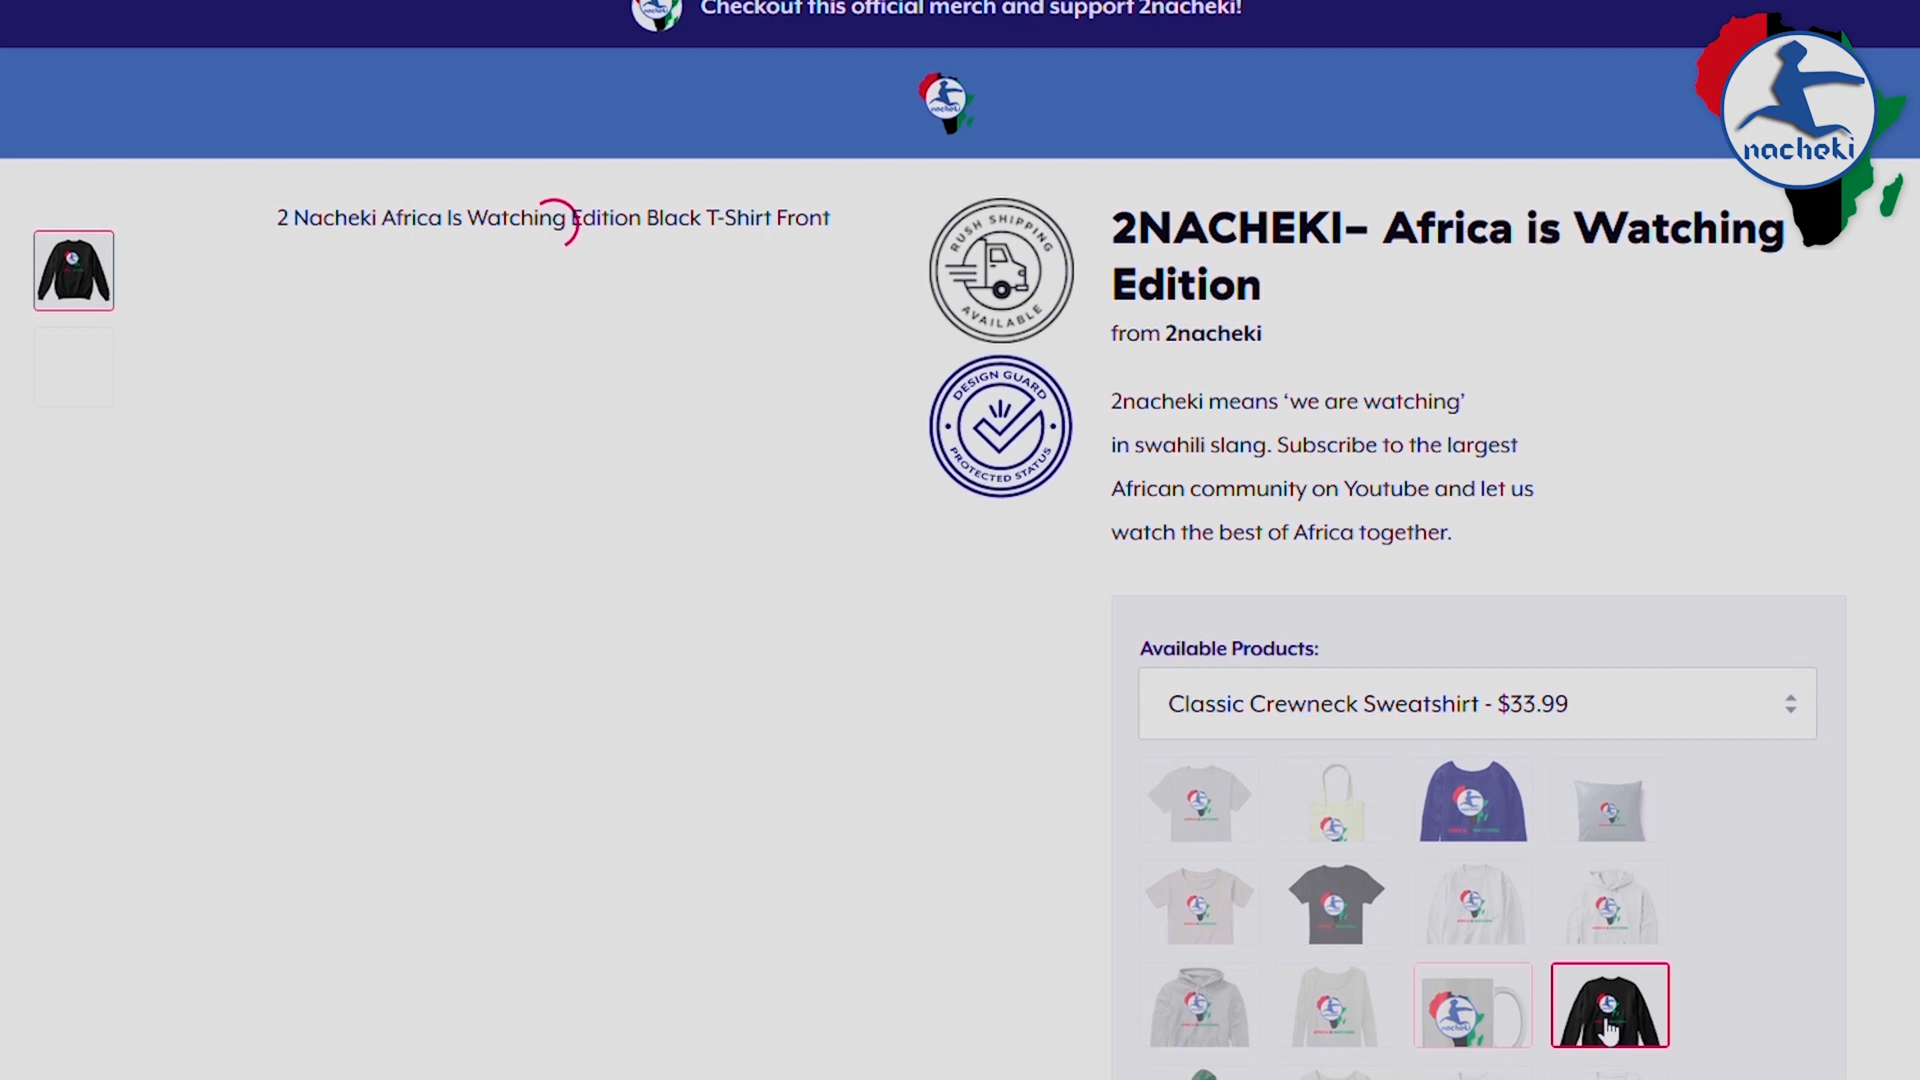 Checkout this official merch and support 2nacheki!
nacheki
nacheki
2 Nacheki Africa Is Watching Edition Black T-Shirt Front
RUSH SHIPPING
AVAILABLE
DESIGN GUARD
PROTECTED STATUS
2NACHEKI– Africa is Watching
Edition
from 2nacheki
2nacheki means ‘we are watching’
in swahili slang. Subscribe to the largest
African community on Youtube and let us
watch the best of Africa together.
Available Products:
Classic Crewneck Sweatshirt - $33.99
nacheki